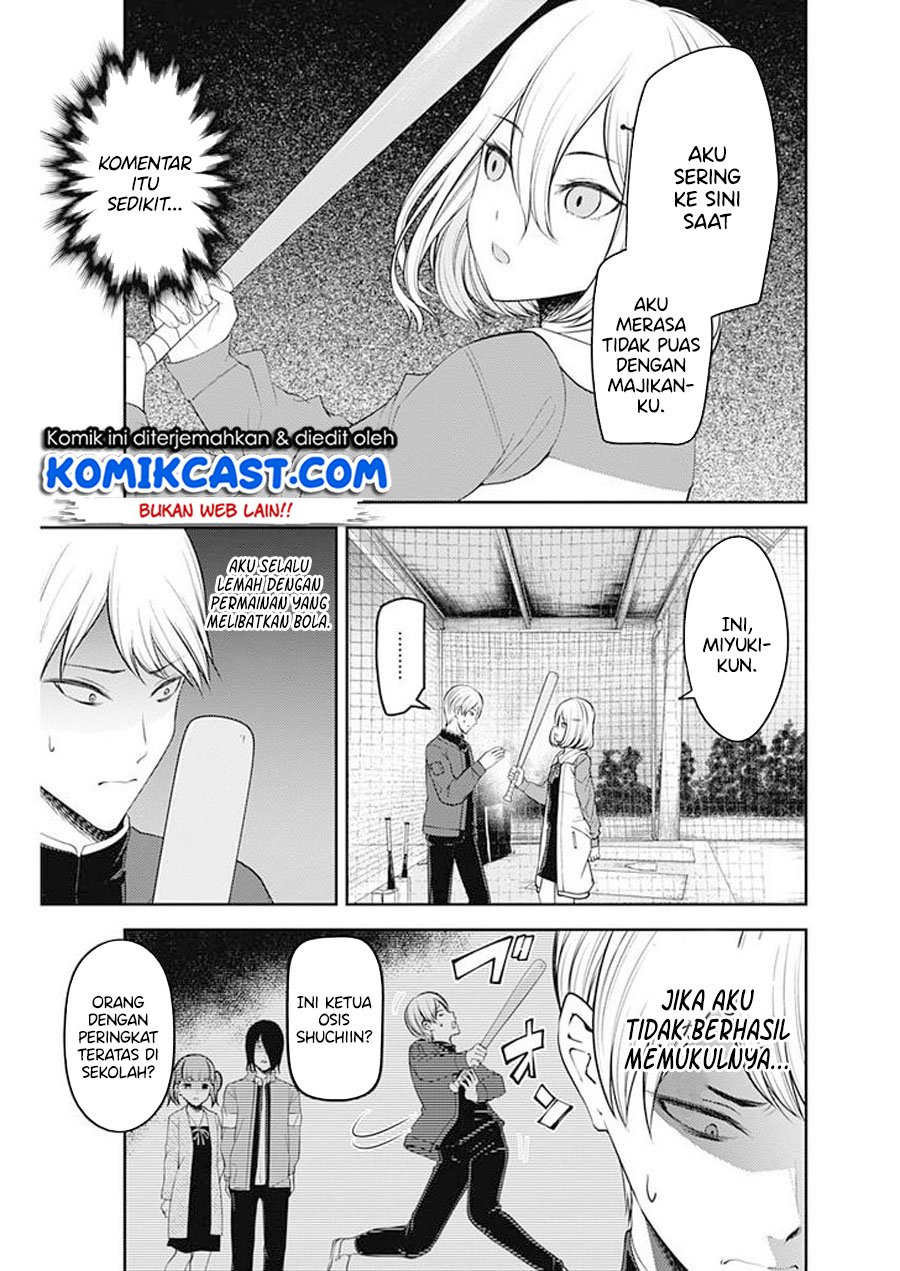 AKU
SERING
KE SINI
SAAT
AKU
MERASA
TIDAK PUAS
DENGAN
MAJIKAN-
KU.
KOMENTAR
ITU
SEDIKIT...
Komik ini diterjemahkan & diedit oleh
KOMIKCAST.COM
BUKAN WEB LAIN!!
INI,
MIYUKI-
KUN.
.........
AKU SELALU
LEMAH DENGAN
PERMAINAN YANG
MELIBATKAN BOLA.
JIKA AKU
TIDAK BERHASIL
MEMUKULNYA...
ブン
INI KETUA
OSIS
SHUCHIIN?
ORANG
DENGAN
PERINGKAT
TERATAS DI
SEKOLAH?